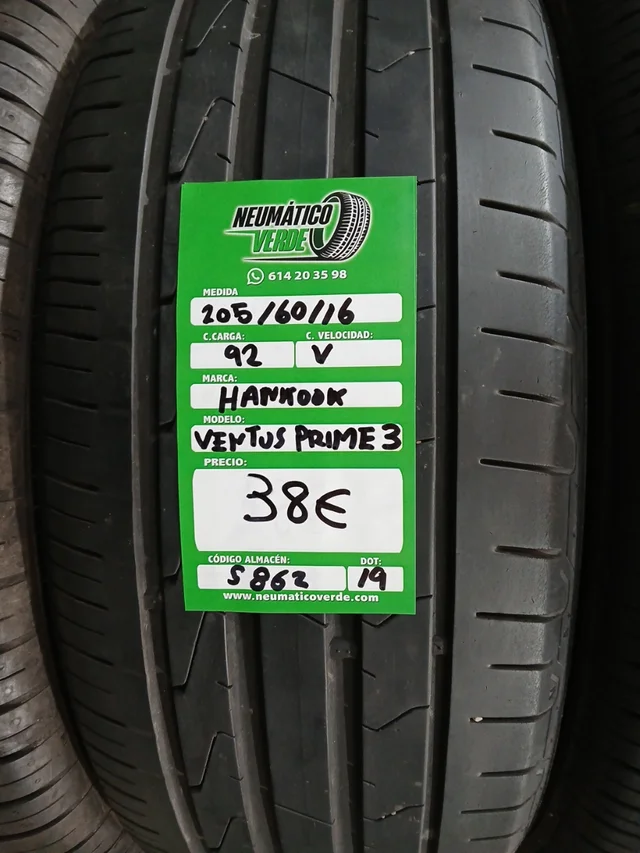 NEUMÁTICO
VERDE
614 20 35 98
MEDIDA
205/60/16
C.CARGA: C. VELOCIDAD:
92 V
MARCA:
HANKOOK
MODELO:
VENTUS PRIME 3
PRECIO:
38€
CÓDIGO ALMACÉN: DOT:
S862 19
www.neumaticoverde.com